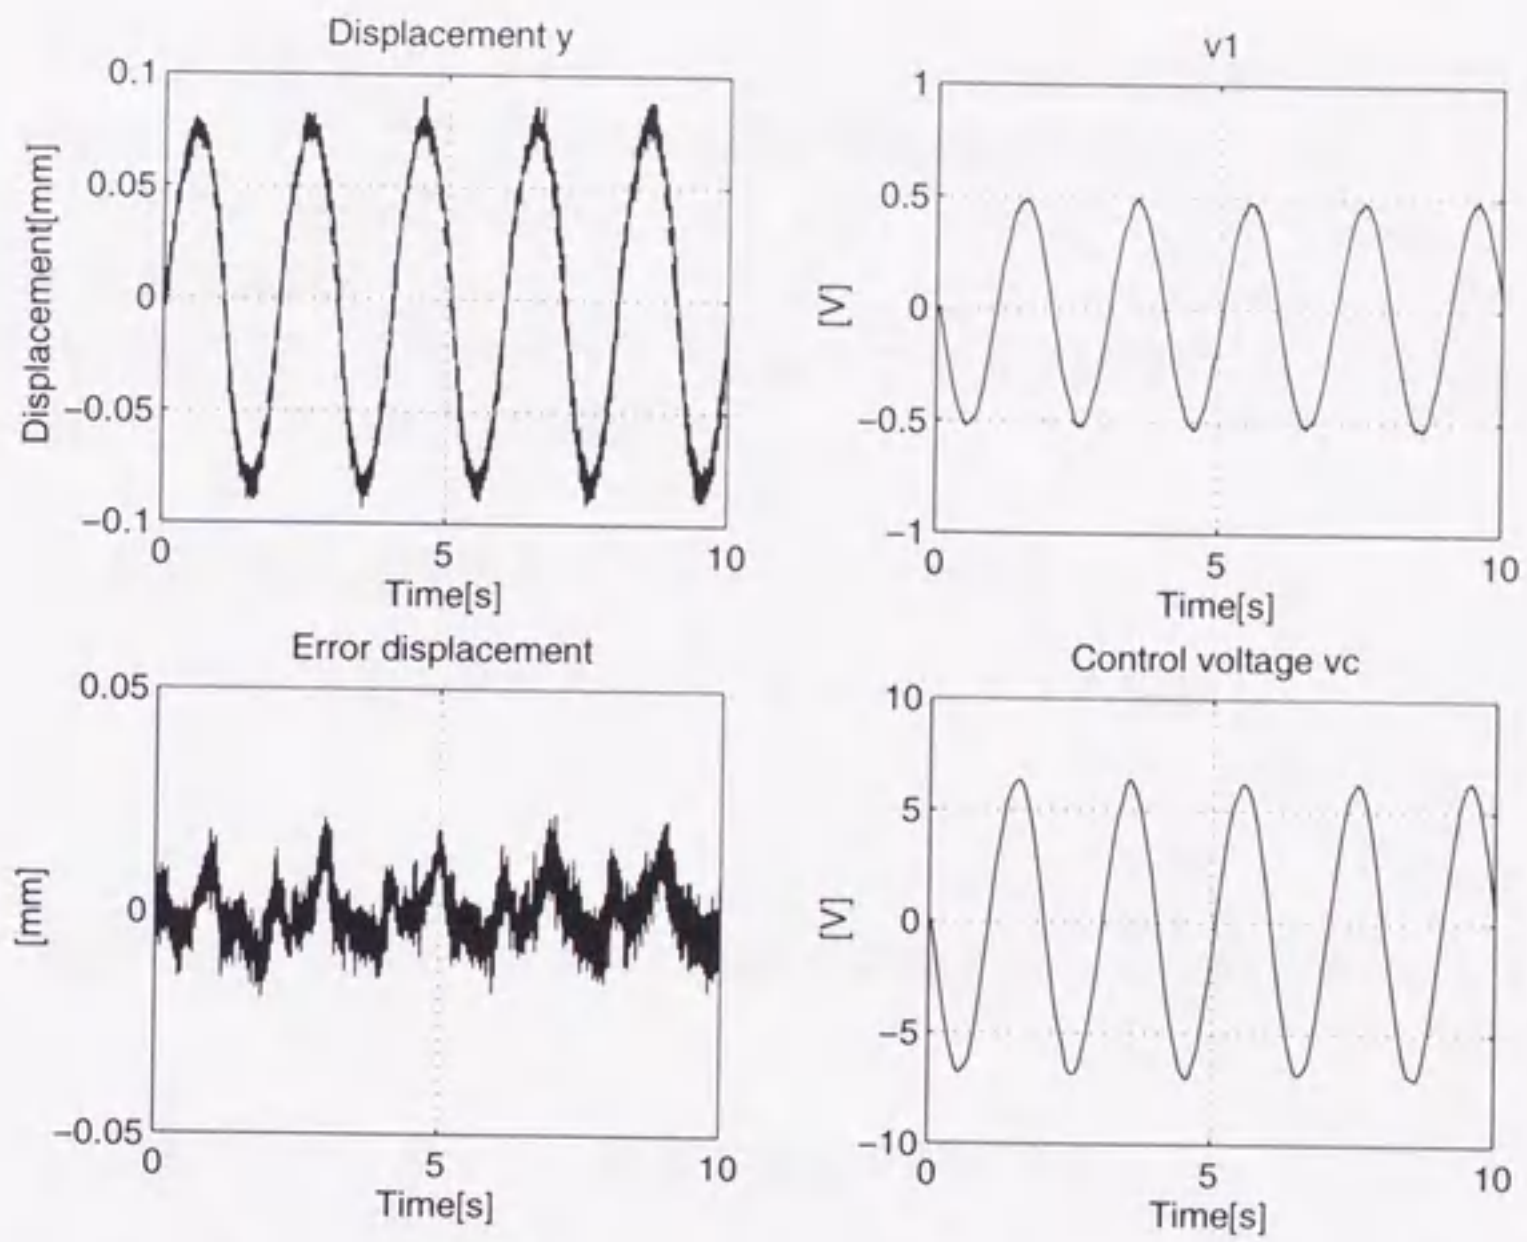 Displacement y
0.1
0.05
0
−0.05
−0.1
Displacement[mm]
0 5 10
Time[s]
v1
1
0.5
0
−0.5
−1
[V]
0 5 10
Time[s]
Error displacement
0.05
0
−0.05
[mm]
0 5 10
Time[s]
Control voltage vc
10
5
0
−5
−10
[V]
0 5 10
Time[s]